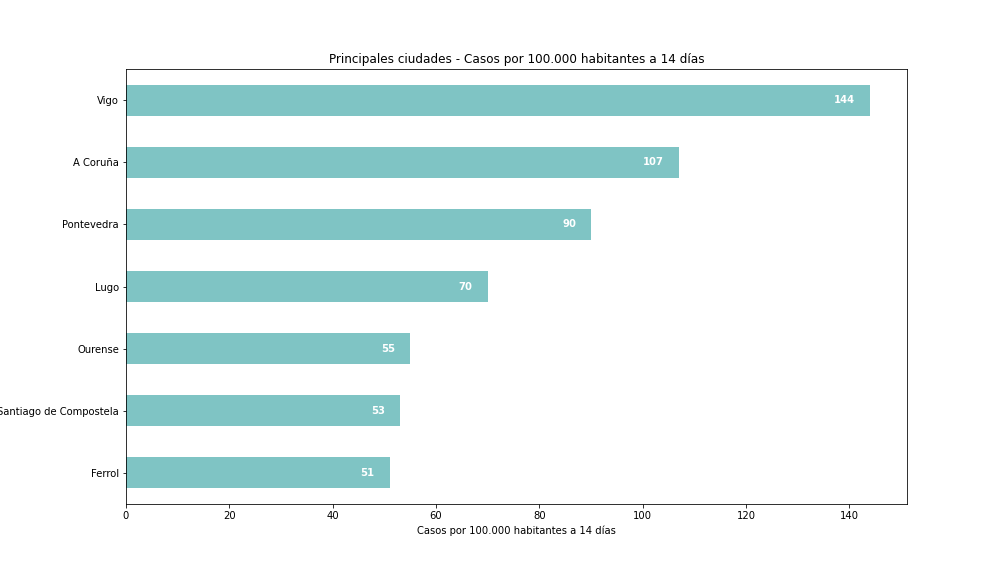 Principales ciudades - Casos por 100.000 habitantes a 14 días
Vigo
144
A Coruña
107
Pontevedra
90
Lugo
70
Ourense
55
Santiago de Compostela
53
Ferrol
51
0 20 40 60 80 100 120 140
Casos por 100.000 habitantes a 14 días